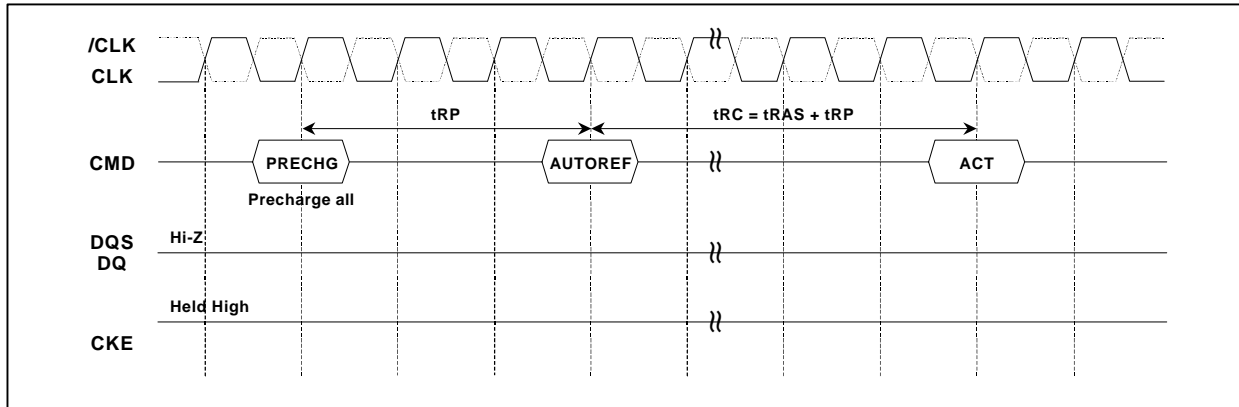 /CLK
CLK
tRP
tRC = tRAS + tRP
CMD
PRECHG
AUTOREF
ACT
Precharge all
DQS
Hi-Z
DQ
Held High
CKE